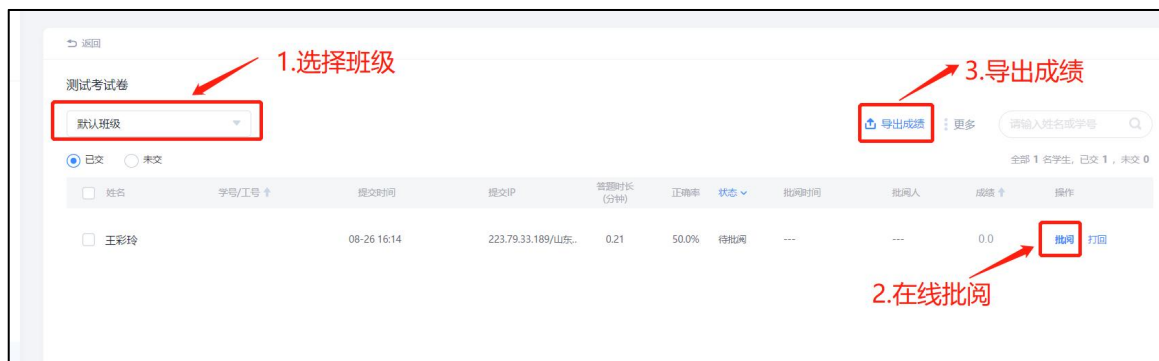 返回
1.选择班级
测试考试卷
3.导出成绩
默认班级
导出成绩 更多 请输入姓名或学号
已交 未交
全部 1 名学生, 已交 1 , 未交 0
姓名 学号/工号 提交时间 提交IP 答题时长 (分钟) 正确率 状态 批阅时间 批阅人 成绩 操作
王彩玲 08-26 16:14 223.79.33.189/山东... 0.21 50.0% 待批阅 --- --- 0.0 批阅 打回
2.在线批阅